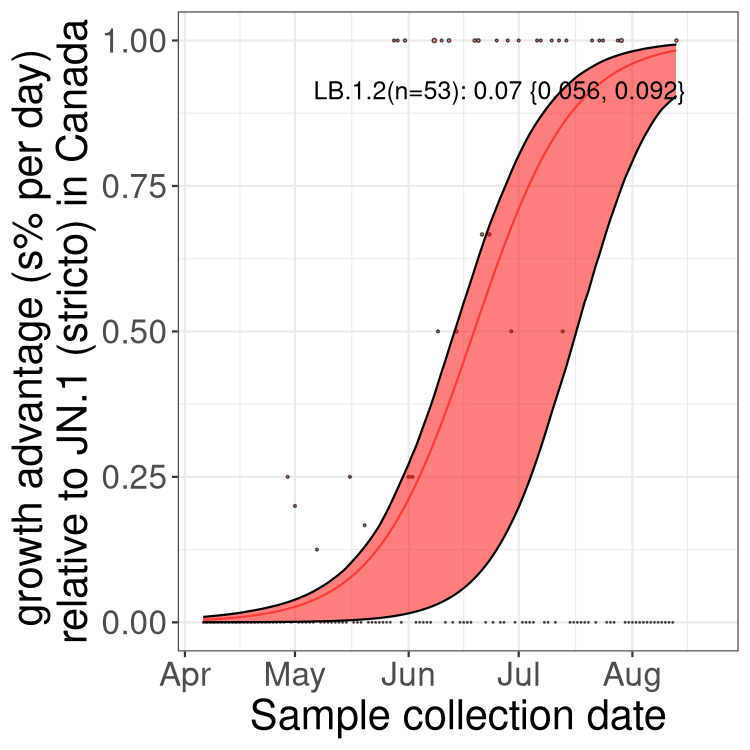 growth advantage (s% per day)
relative to JN.1 (stricto) in Canada
1.00
0.75
0.50
0.25
0.00
LB.1.2(n=53): 0.07 {0.056, 0.092}
Apr May Jun Jul Aug
Sample collection date